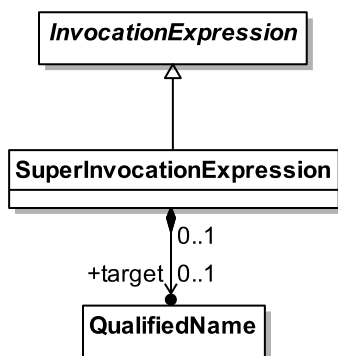 InvocationExpression
SuperInvocationExpression
0..1
+target 0..1
QualifiedName